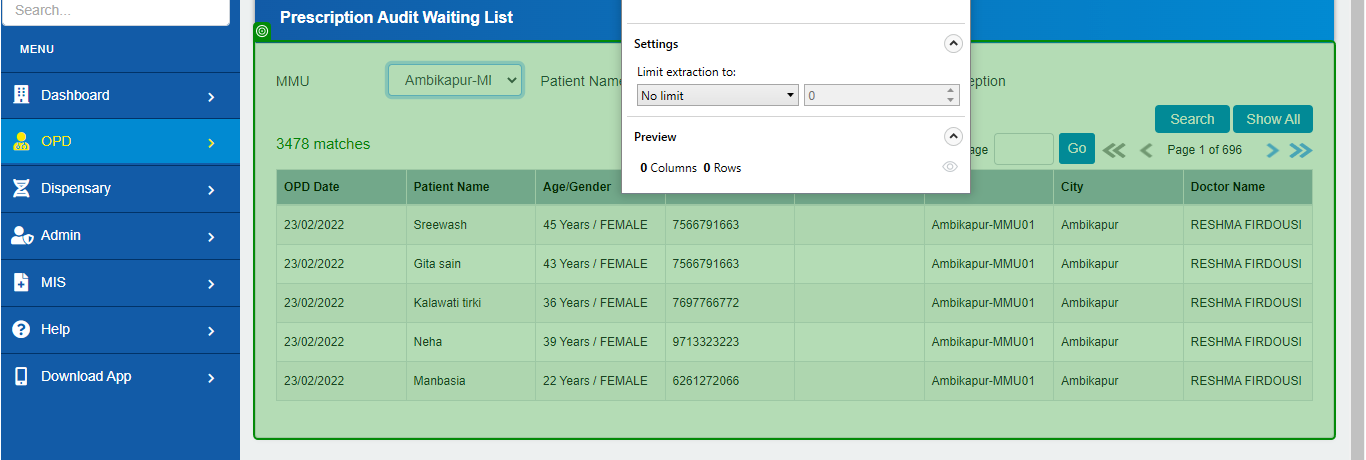 Search...
MENU
Dashboard
OPD
Dispensary
Admin
MIS
Help
Download App
Prescription Audit Waiting List
MMU Ambikapur-MI Patient Name
Settings
Limit extraction to:
No limit 0
Preview
0 Columns 0 Rows
Search Show All
3478 matches
Go Page 1 of 696
OPD Date Patient Name Age/Gender City Doctor Name
23/02/2022 Sreewash 45 Years / FEMALE 7566791663 Ambikapur-MMU01 Ambikapur RESHMA FIRDOUSI
23/02/2022 Gita sain 43 Years / FEMALE 7566791663 Ambikapur-MMU01 Ambikapur RESHMA FIRDOUSI
23/02/2022 Kalawati tirki 36 Years / FEMALE 7697766772 Ambikapur-MMU01 Ambikapur RESHMA FIRDOUSI
23/02/2022 Neha 39 Years / FEMALE 9713323223 Ambikapur-MMU01 Ambikapur RESHMA FIRDOUSI
23/02/2022 Manbasia 22 Years / FEMALE 6261272066 Ambikapur-MMU01 Ambikapur RESHMA FIRDOUSI